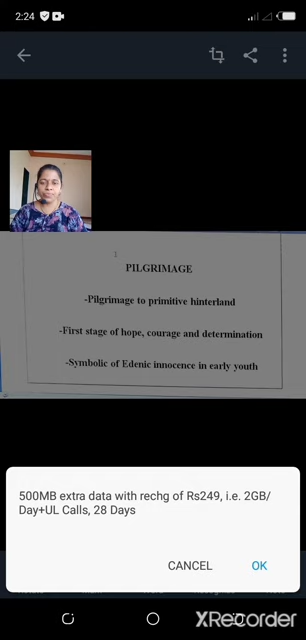 2:24
PILGRIMAGE
-Pilgrimage to primitive hinterland
-First stage of hope, courage and determination
-Symbolic of Edenic innocence in early youth
500MB extra data with rechg of Rs249, i.e. 2GB/
Day+UL Calls, 28 Days
CANCEL OK
XRecorder